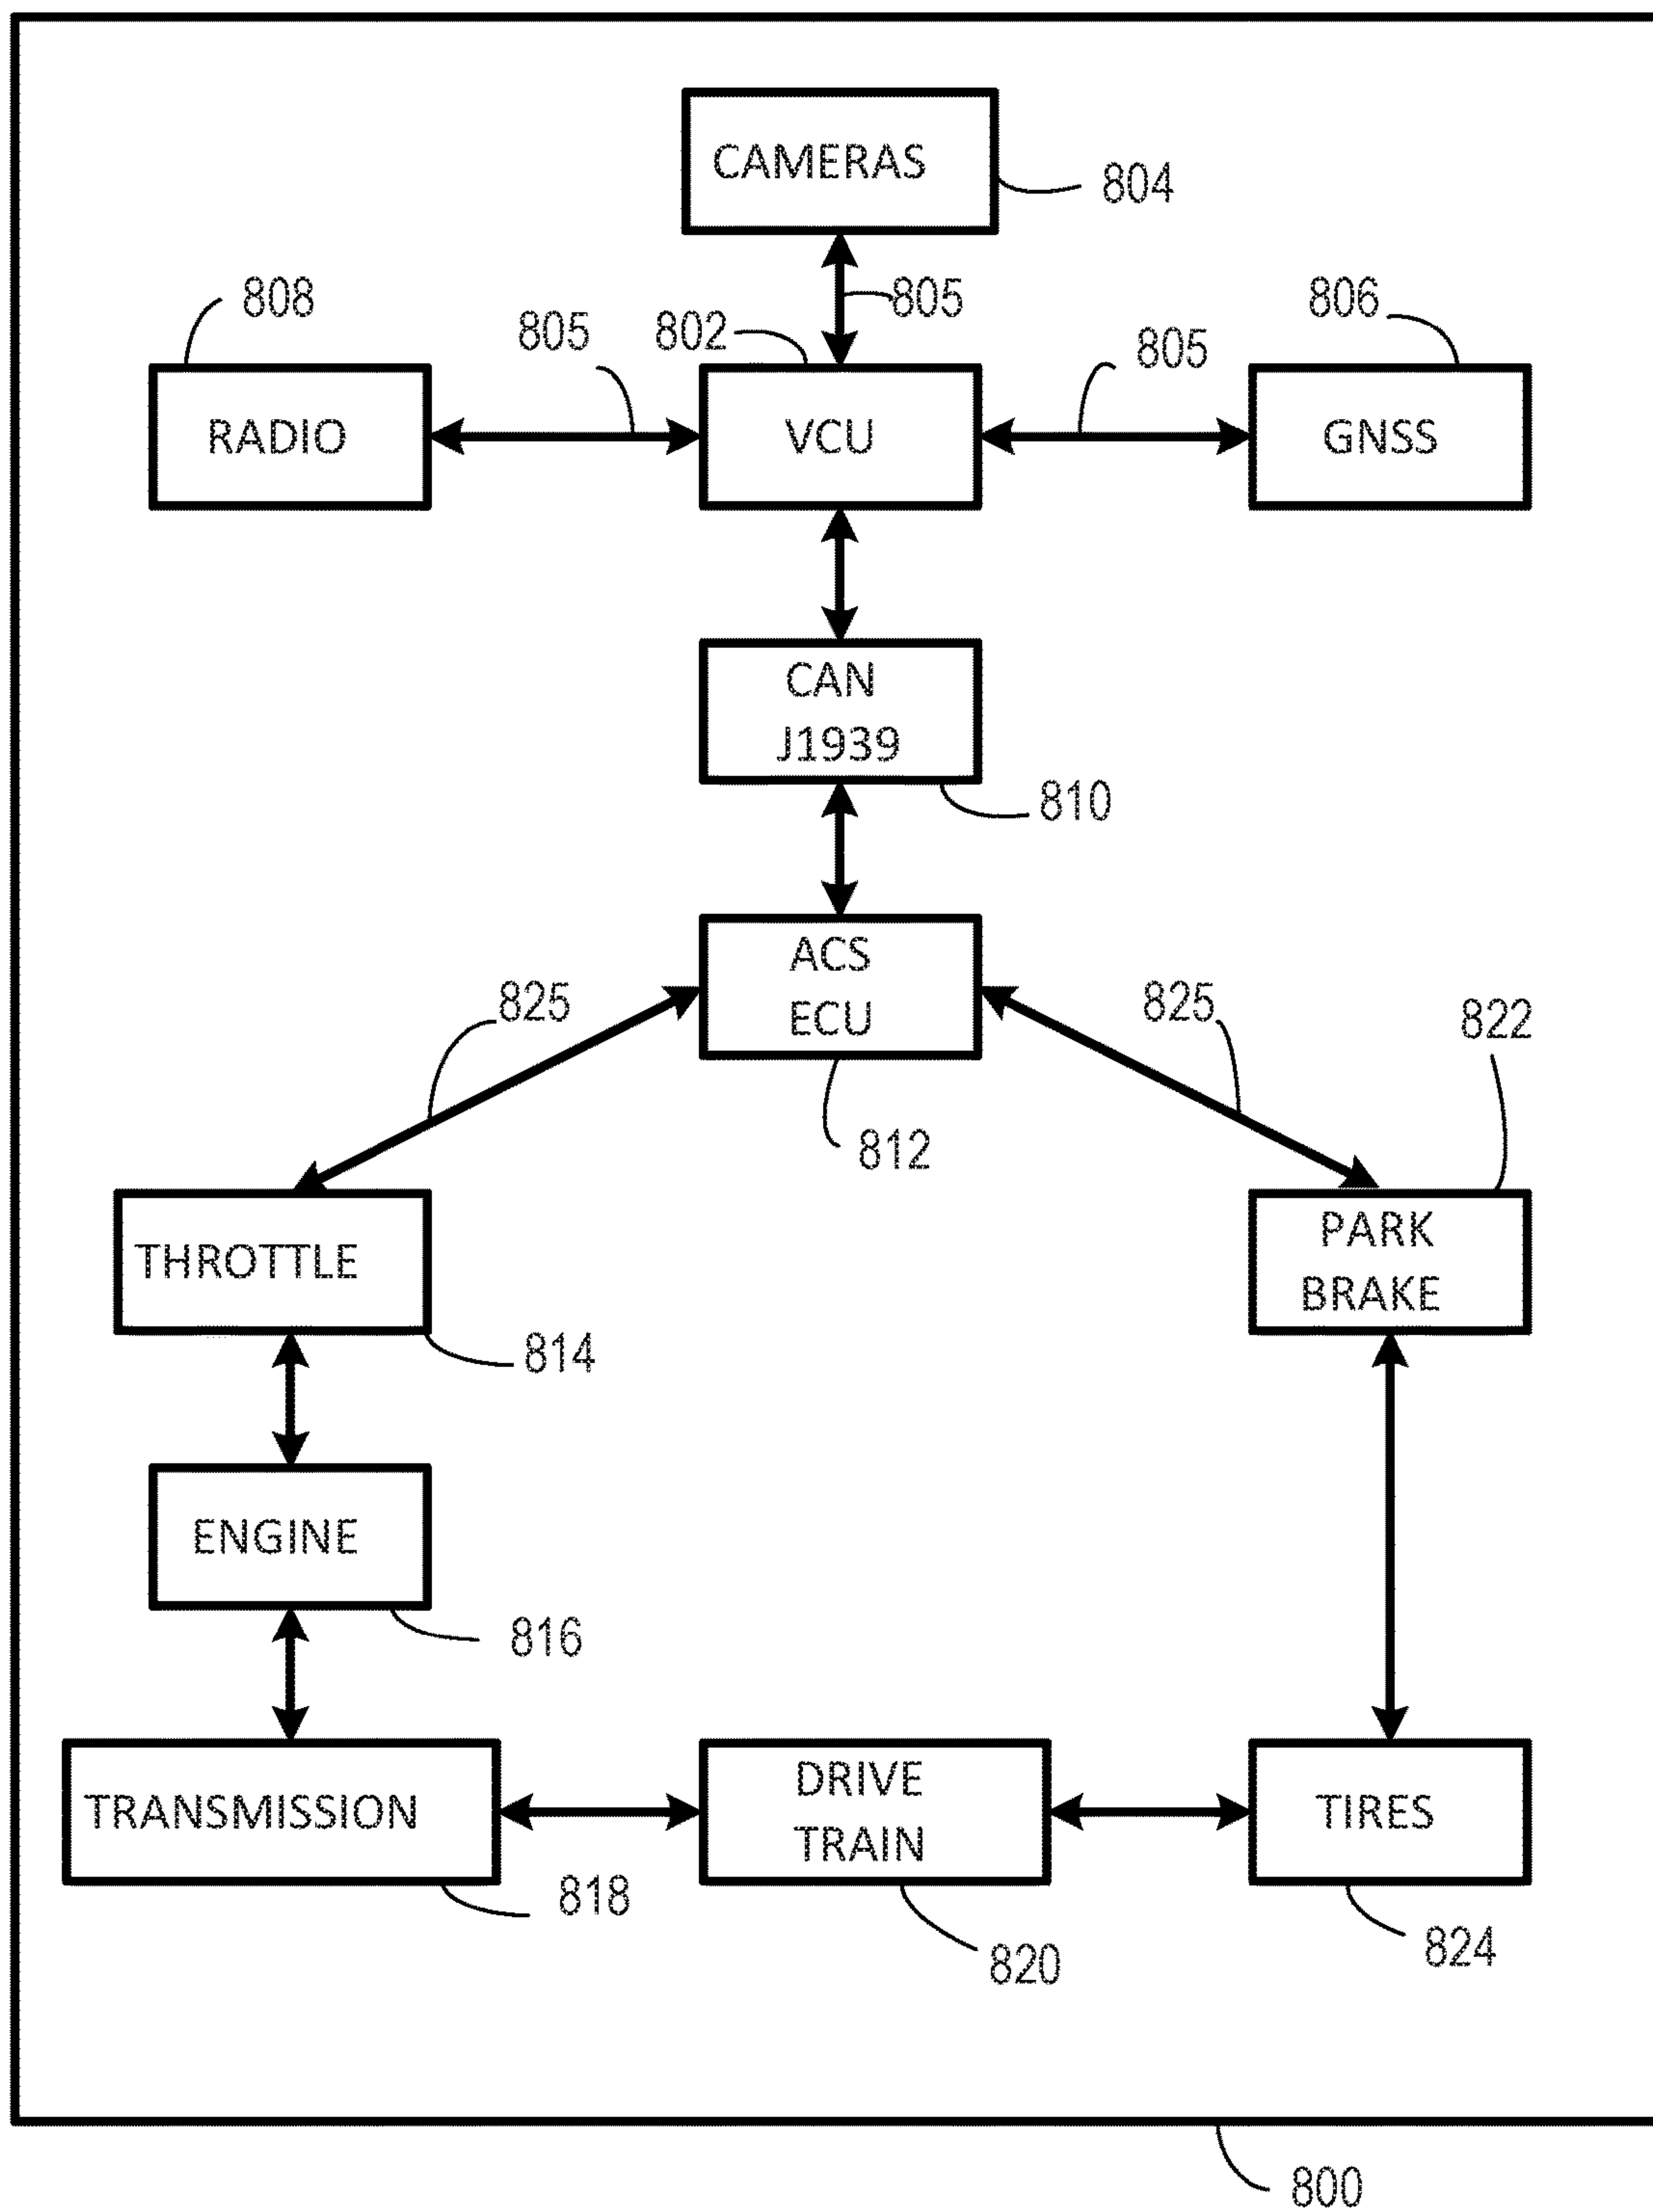 CAMERAS
804
805
808
805
802
805
806
RADIO
VCU
GNSS
CAN
J1939
810
ACS
ECU
825
825
822
812
THROTTLE
PARK
BRAKE
814
ENGINE
816
TRANSMISSION
DRIVE
TRAIN
TIRES
818
820
824
800